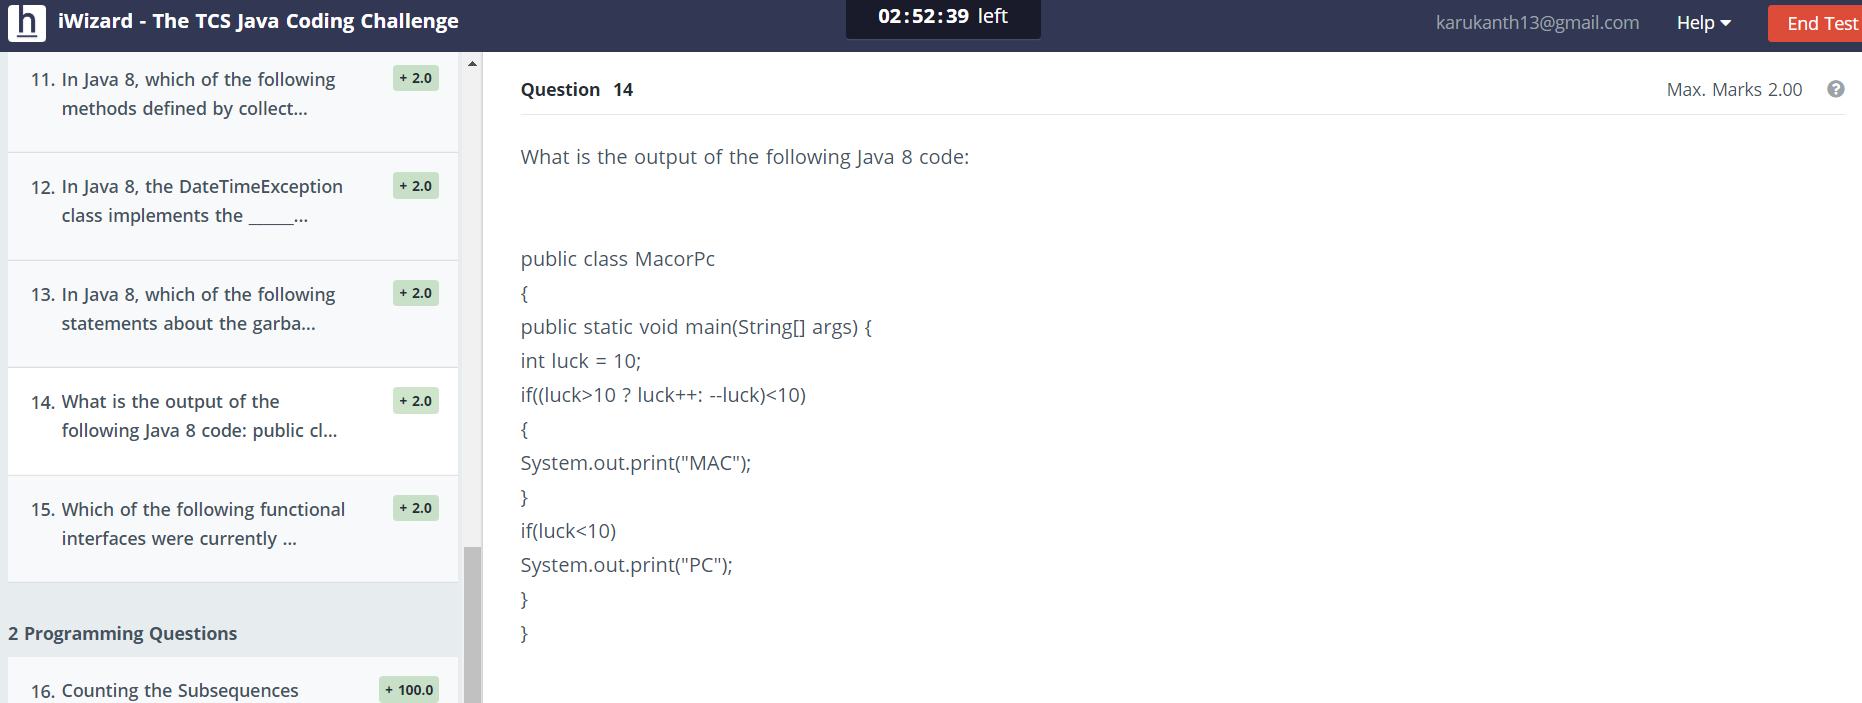 h iWizard - The TCS Java Coding Challenge
02:52:39 left
karukanth13@gmail.com
Help
End Test
11. In Java 8, which of the following + 2.0
methods defined by collect...
12. In Java 8, the DateTimeException + 2.0
class implements the _____...
13. In Java 8, which of the following + 2.0
statements about the garba...
14. What is the output of the + 2.0
following Java 8 code: public cl...
15. Which of the following functional + 2.0
interfaces were currently ...
2 Programming Questions
16. Counting the Subsequences + 100.0
Question 14
Max. Marks 2.00 ?
What is the output of the following Java 8 code:
public class MacorPc
{
public static void main(String[] args) {
int luck = 10;
if((luck>10 ? luck++: --luck)<10)
{
System.out.print("MAC");
}
if(luck<10)
System.out.print("PC");
}
}